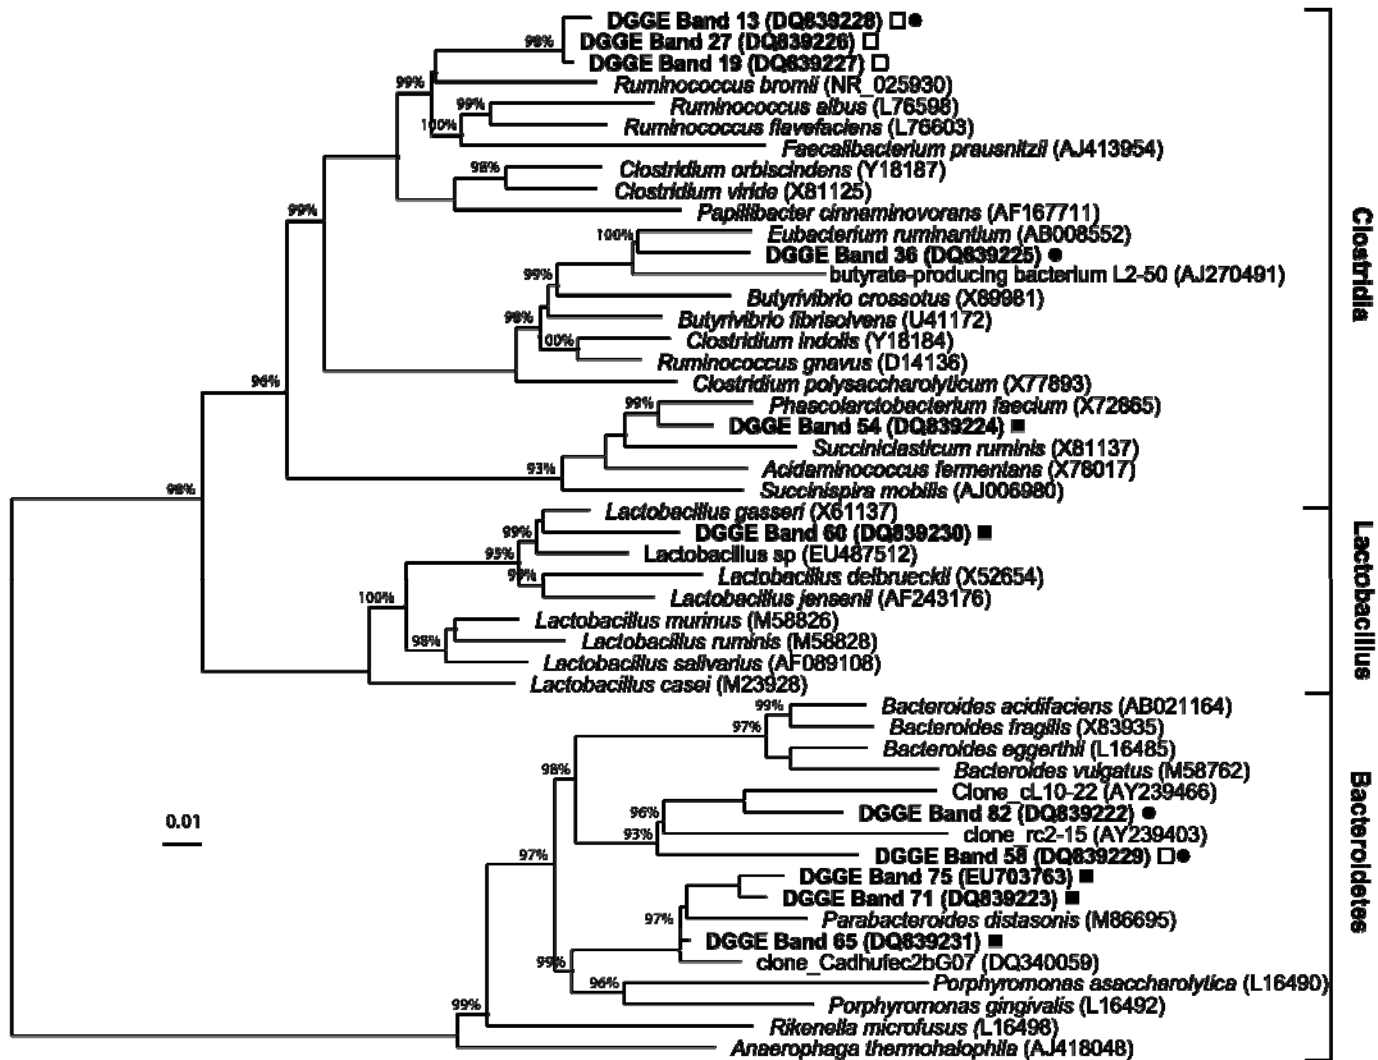 DGGE Band 13 (DQ839228) □●
98%
DGGE Band 27 (DQ839226) □
DGGE Band 19 (DQ839227) □
99%
Ruminococcus bromii (NR_025930)
99%
Ruminococcus albus (L76598)
100%
Ruminococcus flavefaciens (L76603)
Faecalibacterium prausnitzii (AJ413954)
98%
Clostridium orbiscindens (Y18187)
Clostridium viride (X81125)
99%
Papillibacter cinnaminovorans (AF167711)
100%
Eubacterium ruminantium (AB008552)
DGGE Band 36 (DQ839225) ●
99%
butyrate-producing bacterium L2-50 (AJ270491)
Butyrivibrio crossotus (X89981)
98%
Butyrivibrio fibrisolvens (U41172)
00%
Clostridium indolis (Y18184)
Ruminococcus gnavus (D14136)
96%
Clostridium polysaccharolyticum (X77893)
99%
Phascolarctobacterium faecium (X72865)
DGGE Band 54 (DQ839224) ■
Succiniclasticum ruminis (X81137)
93%
Acidaminococcus fermentans (X78017)
98%
Succinispira mobilis (AJ006980)
Clostridia
Lactobacillus gasseri (X61137)
99%
DGGE Band 60 (DQ839230) ■
95%
Lactobacillus sp (EU487512)
99%
Lactobacillus delbrueckii (X52654)
100%
Lactobacillus jensenii (AF243176)
Lactobacillus murinus (M58826)
98%
Lactobacillus ruminis (M58828)
Lactobacillus salivarius (AF089108)
Lactobacillus casei (M23928)
Lactobacillus
99%
Bacteroides acidifaciens (AB021164)
97%
Bacteroides fragilis (X83935)
Bacteroides eggerthii (L16485)
98%
Bacteroides vulgatus (M58762)
Clone_cL10-22 (AY239466)
96%
DGGE Band 82 (DQ839222) ●
0.01
93%
clone_rc2-15 (AY239403)
97%
DGGE Band 58 (DQ839229) □●
DGGE Band 75 (EU703763) ■
DGGE Band 71 (DQ839223) ■
97%
Parabacteroides distasonis (M86695)
DGGE Band 65 (DQ839231) ■
99%
clone_Cadhufec2bG07 (DQ340059)
96%
Porphyromonas asaccharolytica (L16490)
99%
Porphyromonas gingivalis (L16492)
Rikenella microfusus (L16498)
Anaerophaga thermohalophila (AJ418048)
Bacteroidetes